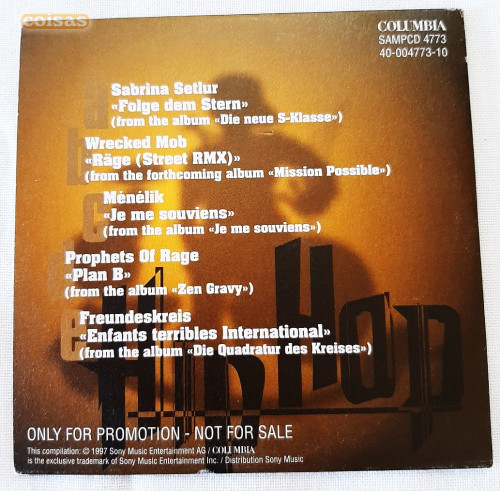 coisas
COLUMBIA
SAMPCD 4773
40-004773-10
a
Sabrina Setlur
«Folge dem Stern»
(from the album «Die neue S-Klasse»)
b
Wrecked Mob
«Räge (Street RMX)»
(from the forthcoming album «Mission Possible»)
c
Ménélik
«Je me souviens»
(from the album «Je me souviens»)
Prophets Of Rage
«Plan B»
(from the album «Zen Gravy»)
e
Freundeskreis
«Enfants terribles International»
(from the album «Die Quadratur des Kreises»)
Hip Hop
ONLY FOR PROMOTION - NOT FOR SALE
This compilation: © 1997 Sony Music Entertainment AG / COLUMBIA
is the exclusive trademark of Sony Music Entertainment Inc. / Distribution Sony Music